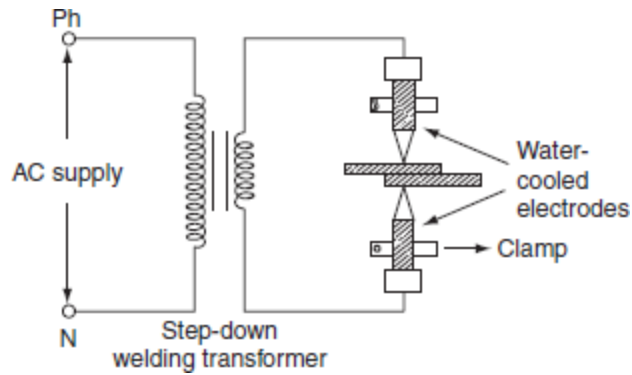 Ph
AC supply
N
Step-down
welding transformer
Water-
cooled
electrodes
Clamp